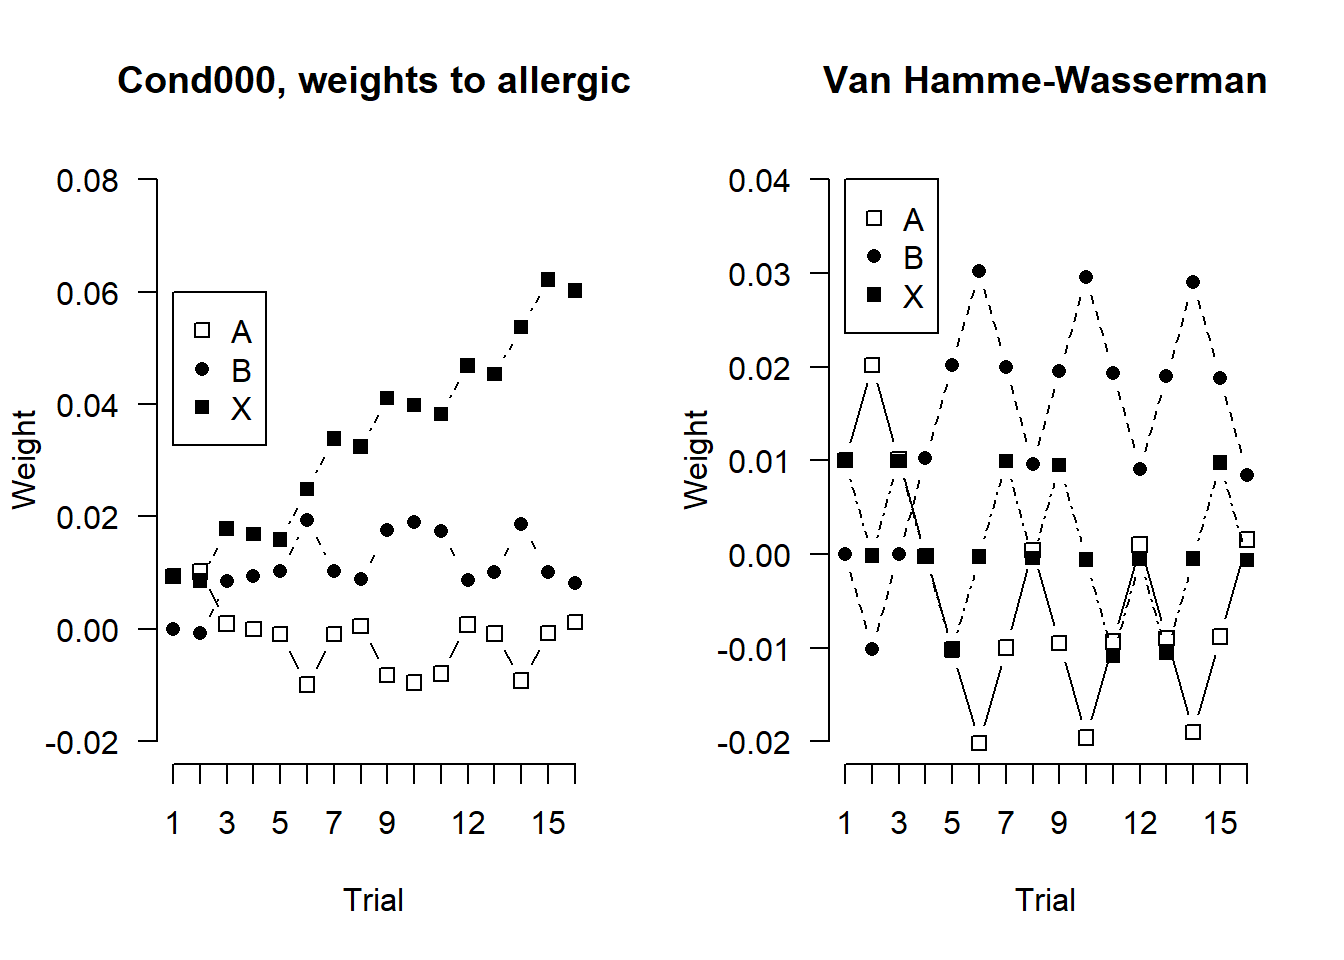 Cond000, weights to allergic
0.08
0.06
0.04
0.02
0.00
-0.02
Weight
A
B
X
1 3 5 7 9 12 15
Trial
Van Hamme-Wasserman
0.04
0.03
0.02
0.01
0.00
-0.01
-0.02
Weight
A
B
X
1 3 5 7 9 12 15
Trial